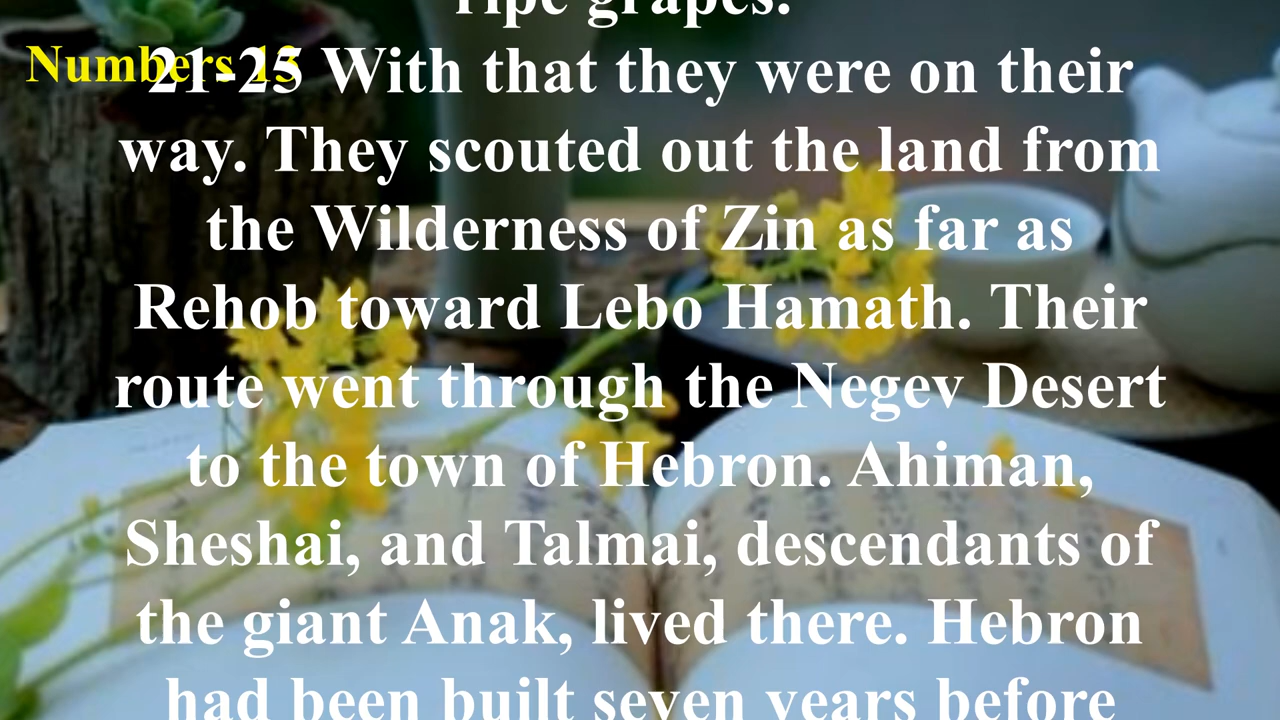 ripe grapes.
Numbers 13
21-25 With that they were on their
way. They scouted out the land from
the Wilderness of Zin as far as
Rehob toward Lebo Hamath. Their
route went through the Negev Desert
to the town of Hebron. Ahiman,
Sheshai, and Talmai, descendants of
the giant Anak, lived there. Hebron
had been built seven years before